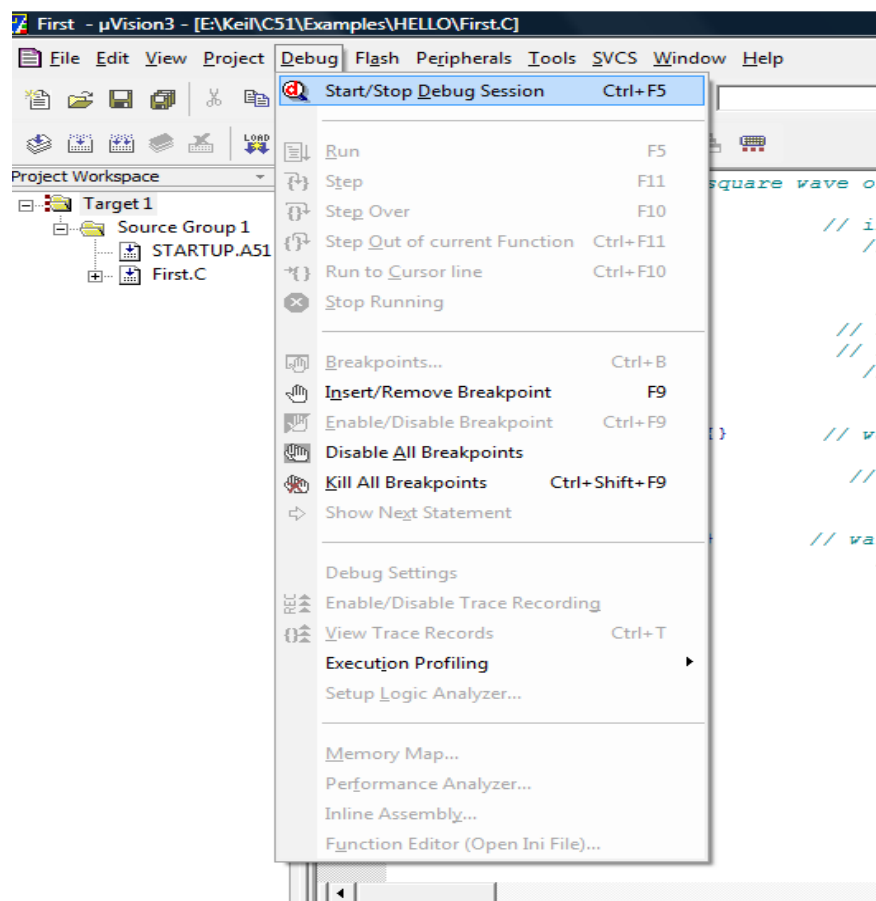 First - µVision3 - [E:\Keil\C51\Examples\HELLO\First.C]
File Edit View Project Debug Flash Peripherals Tools SVCS Window Help
Start/Stop Debug Session Ctrl+F5
LOAD
Run F5
Project Workspace
Step F11
square wave o
Target 1
Step Over F10
Source Group 1
// i
STARTUP.A51
Step Out of current Function Ctrl+F11
/
First.C
Run to Cursor line Ctrl+F10
Stop Running
//
//
Breakpoints... Ctrl+B
/
Insert/Remove Breakpoint F9
Enable/Disable Breakpoint Ctrl+F9
} // w
Disable All Breakpoints
Kill All Breakpoints Ctrl+Shift+F9
//
Show Next Statement
// wa
Debug Settings
REC
Enable/Disable Trace Recording
View Trace Records Ctrl+T
Execution Profiling
Setup Logic Analyzer...
Memory Map...
Performance Analyzer...
Inline Assembly...
Function Editor (Open Ini File)...